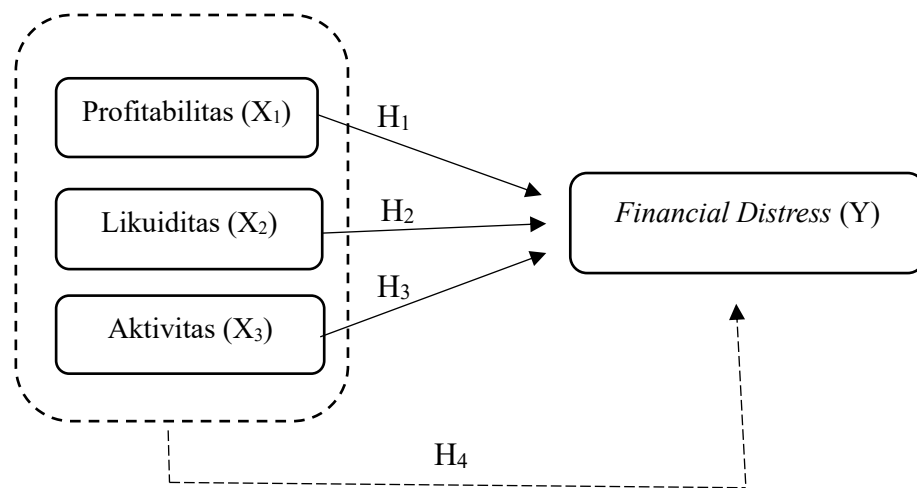 Profitabilitas (X₁)
H₁
Likuiditas (X₂)
H₂
Financial Distress (Y)
Aktivitas (X₃)
H₃
H₄